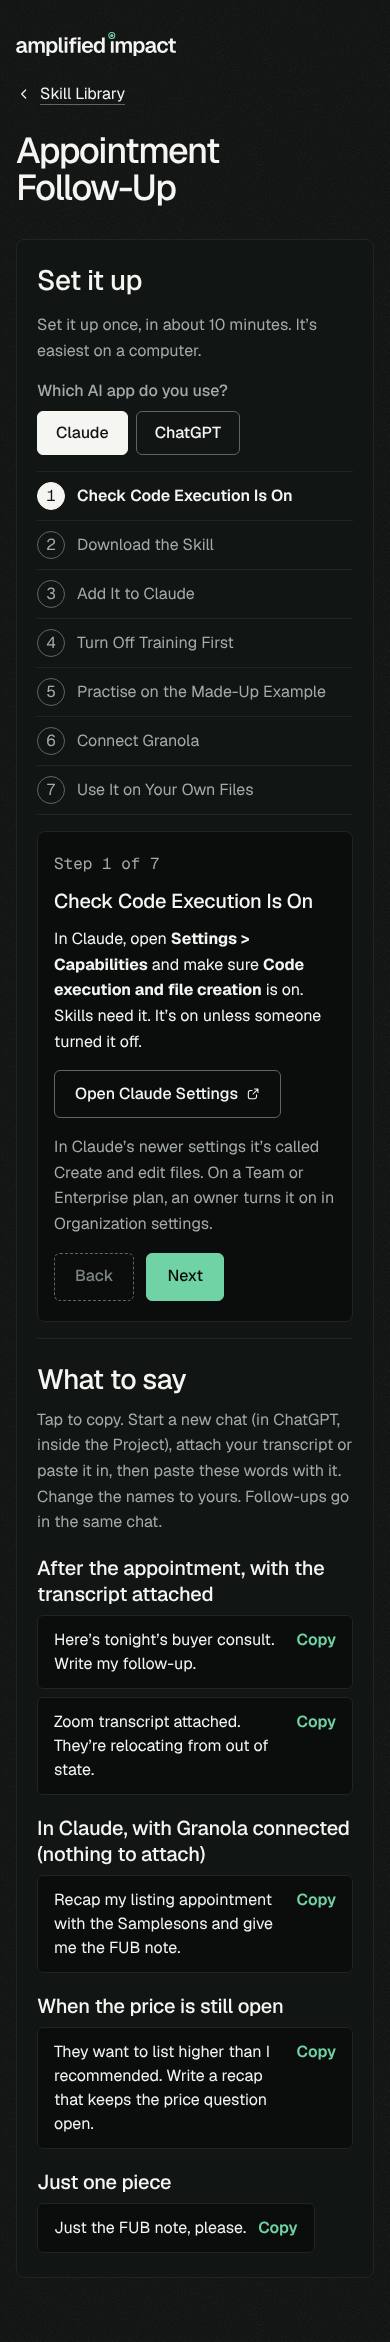 amplified impact
Skill Library
Appointment
Follow-Up
Set it up
Set it up once, in about 10 minutes. It's
easiest on a computer.
Which AI app do you use?
Claude
ChatGPT
1 Check Code Execution Is On
2 Download the Skill
3 Add It to Claude
4 Turn Off Training First
5 Practise on the Made-Up Example
6 Connect Granola
7 Use It on Your Own Files
Step 1 of 7
Check Code Execution Is On
In Claude, open Settings >
Capabilities and make sure Code
execution and file creation is on.
Skills need it. It's on unless someone
turned it off.
Open Claude Settings
In Claude's newer settings it's called
Create and edit files. On a Team or
Enterprise plan, an owner turns it on in
Organization settings.
Back
Next
What to say
Tap to copy. Start a new chat (in ChatGPT,
inside the Project), attach your transcript or
paste it in, then paste these words with it.
Change the names to yours. Follow-ups go
in the same chat.
After the appointment, with the
transcript attached
Here's tonight's buyer consult. Copy
Write my follow-up.
Zoom transcript attached. Copy
They're relocating from out of
state.
In Claude, with Granola connected
(nothing to attach)
Recap my listing appointment Copy
with the Samplesons and give
me the FUB note.
When the price is still open
They want to list higher than I Copy
recommended. Write a recap
that keeps the price question
open.
Just one piece
Just the FUB note, please. Copy